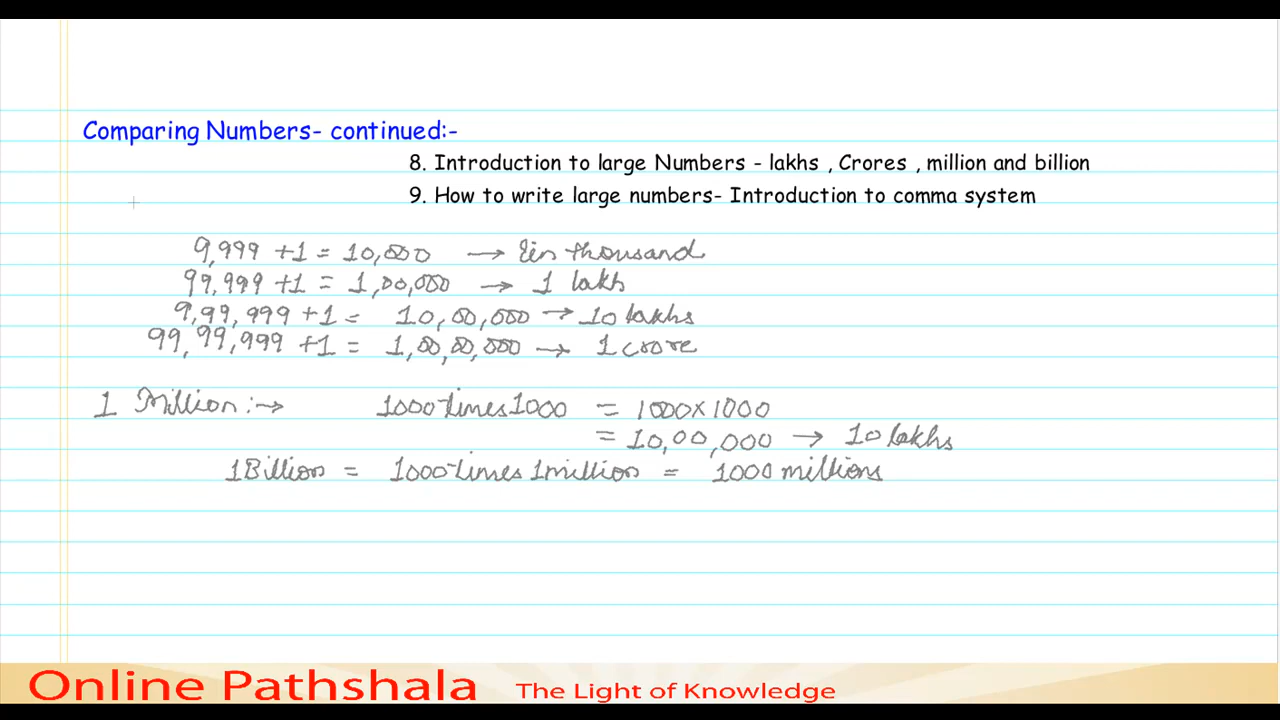 Comparing Numbers- continued:-
8. Introduction to large Numbers - lakhs , Crores , million and billion
9. How to write large numbers- Introduction to comma system
9,999 +1 = 10,000 → Ten thousand
99,999 +1 = 1,00,000 → 1 lakh
9,99,999 +1 = 10,00,000 → 10 lakhs
99,99,999 +1 = 1,00,00,000 → 1 crore
1 Million:→ 1000 times 1000 = 1000×1000
= 10,00,000 → 10 lakhs
1 Billion = 1000 times 1 million = 1000 millions
Online Pathshala The Light of Knowledge